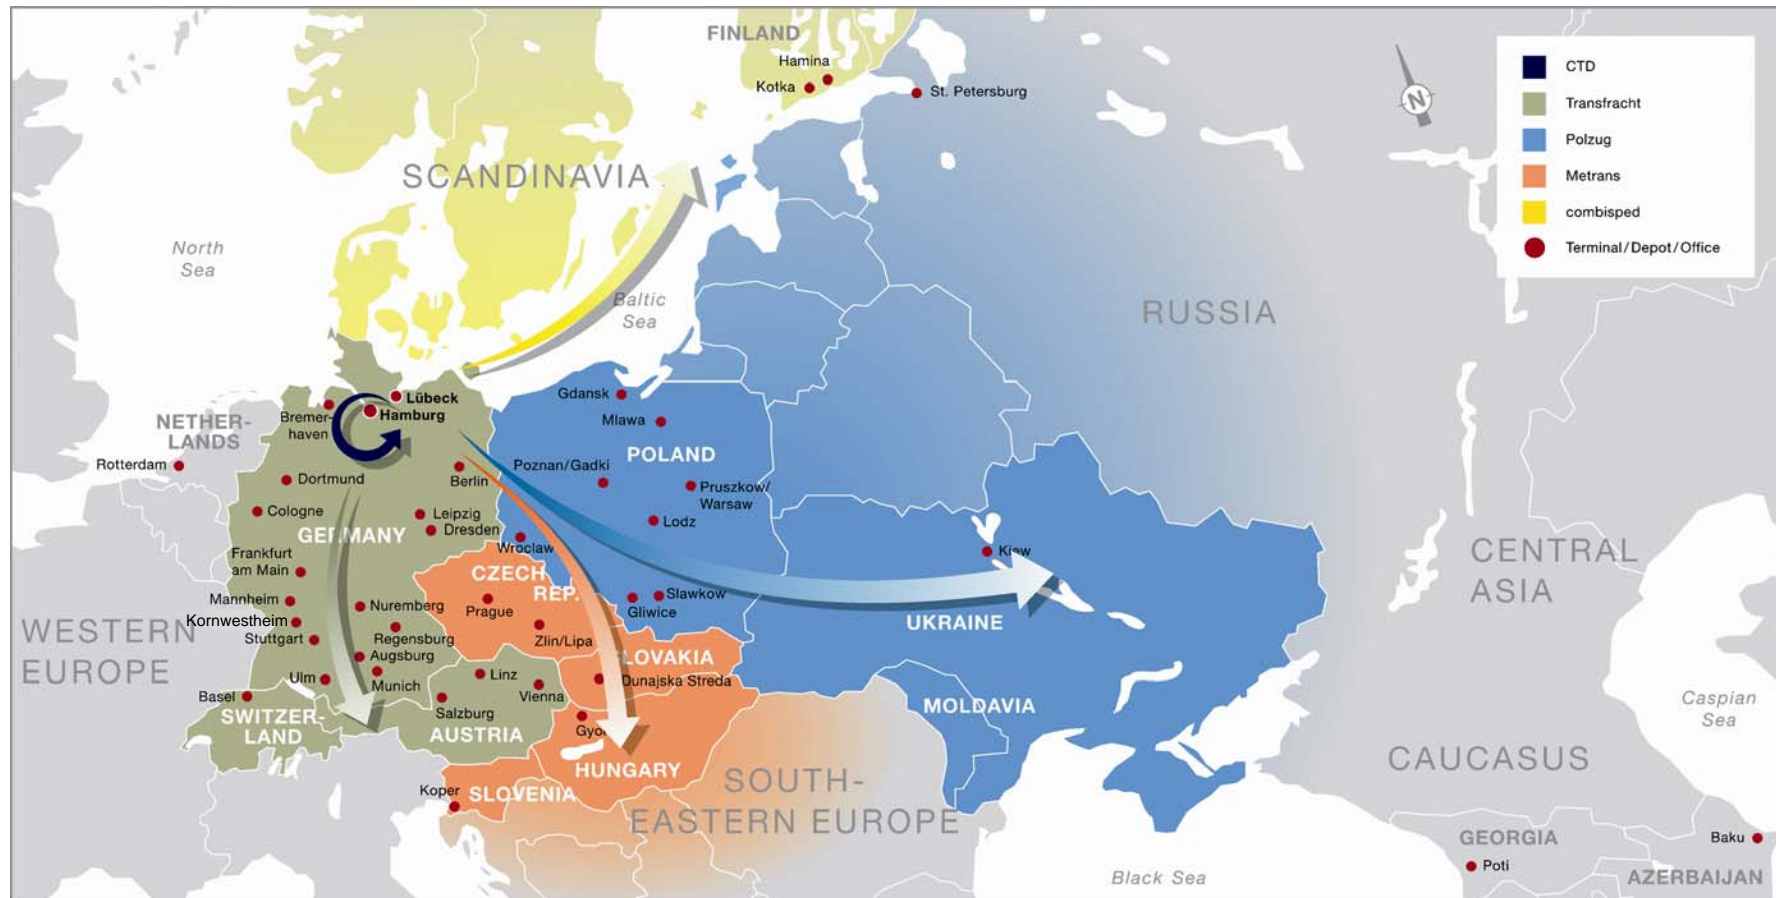 FINLAND
Hamina
Kotka
St. Petersburg
N
CTD
Transfracht
Polzug
Metrans
combisped
Terminal/Depot/Office
SCANDINAVIA
North
Sea
Baltic
Sea
RUSSIA
NETHER-
LANDS
Rotterdam
Bremer-
haven
Lübeck
Hamburg
Gdansk
Mlawa
POLAND
Poznan/Gadki
Pruszkow/
Warsaw
Lodz
Wroclaw
Dortmund
Berlin
Cologne
Leipzig
Dresden
GERMANY
Frankfurt
am Main
Mannheim
Kornwestheim
Stuttgart
Nuremberg
Regensburg
Augsburg
Ulm
Munich
Basel
SWITZER-
LAND
CZECH
REP.
Prague
Zlin/Lipa
Gliwice
Slawkow
Kiew
UKRAINE
CENTRAL
ASIA
WESTERN
EUROPE
SLOVAKIA
Dunajska Streda
Linz
Vienna
Salzburg
AUSTRIA
Gyor
HUNGARY
MOLDAVIA
Koper
SLOVENIA
SOUTH-
EASTERN EUROPE
Caspian
Sea
CAUCASUS
GEORGIA
Poti
Baku
AZERBAIJAN
Black Sea